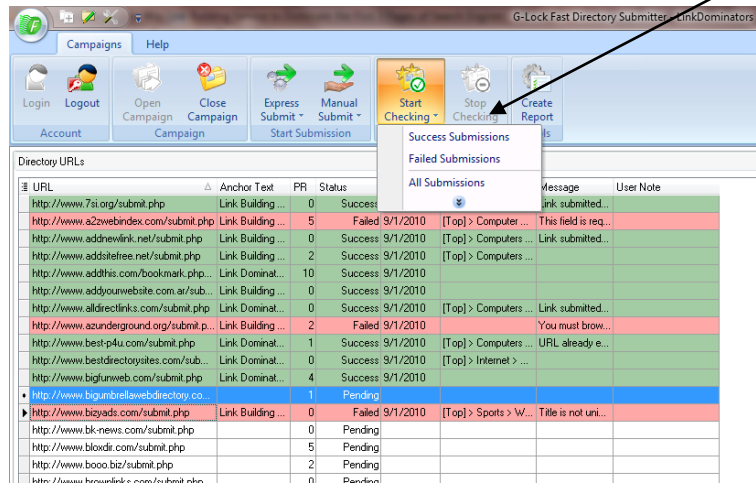 G-Lock Fast Directory Submitter - LinkDominators
Campaigns Help
Login Logout Open Campaign Close Campaign Express Submit Manual Submit Start Checking Stop Checking Create Report
Account Campaign Start Submission ls
Success Submissions
Failed Submissions
All Submissions
Directory URLs
URL Anchor Text PR Status Message User Note
http://www.7si.org/submit.php Link Building ... 0 Success Link submitted...
http://www.a2zwebindex.com/submit.php Link Building ... 5 Failed 9/1/2010 [Top] > Computer ... This field is req...
http://www.addnewlink.net/submit.php Link Building ... 0 Success 9/1/2010 [Top] > Computers ... Link submitted...
http://www.addsitefree.net/submit.php Link Building ... 2 Success 9/1/2010 [Top] > Computers ...
http://www.addthis.com/bookmark.php... Link Dominat... 10 Success 9/1/2010
http://www.addyourwebsite.com.ar/sub... Link Dominat... 0 Success 9/1/2010
http://www.alldirectlinks.com/submit.php Link Dominat... 0 Success 9/1/2010 [Top] > Computers ... Link submitted...
http://www.azunderground.org/submit.p... Link Building ... 2 Failed 9/1/2010 You must brow...
http://www.best-p4u.com/submit.php Link Dominat... 1 Success 9/1/2010 [Top] > Computers ... URL already e...
http://www.bestdirectorysites.com/sub... Link Dominat... 0 Success 9/1/2010 [Top] > Internet > ...
http://www.bigfunweb.com/submit.php Link Dominat... 4 Success 9/1/2010
http://www.bigumbrellawebdirectory.co... 1 Pending
http://www.bizyads.com/submit.php Link Building ... 0 Failed 9/1/2010 [Top] > Sports > W... Title is not uni...
http://www.bk-news.com/submit.php 0 Pending
http://www.bloxdir.com/submit.php 5 Pending
http://www.booo.biz/submit.php 2 Pending
http://www.brownlinks.com/submit.php 0 Pending